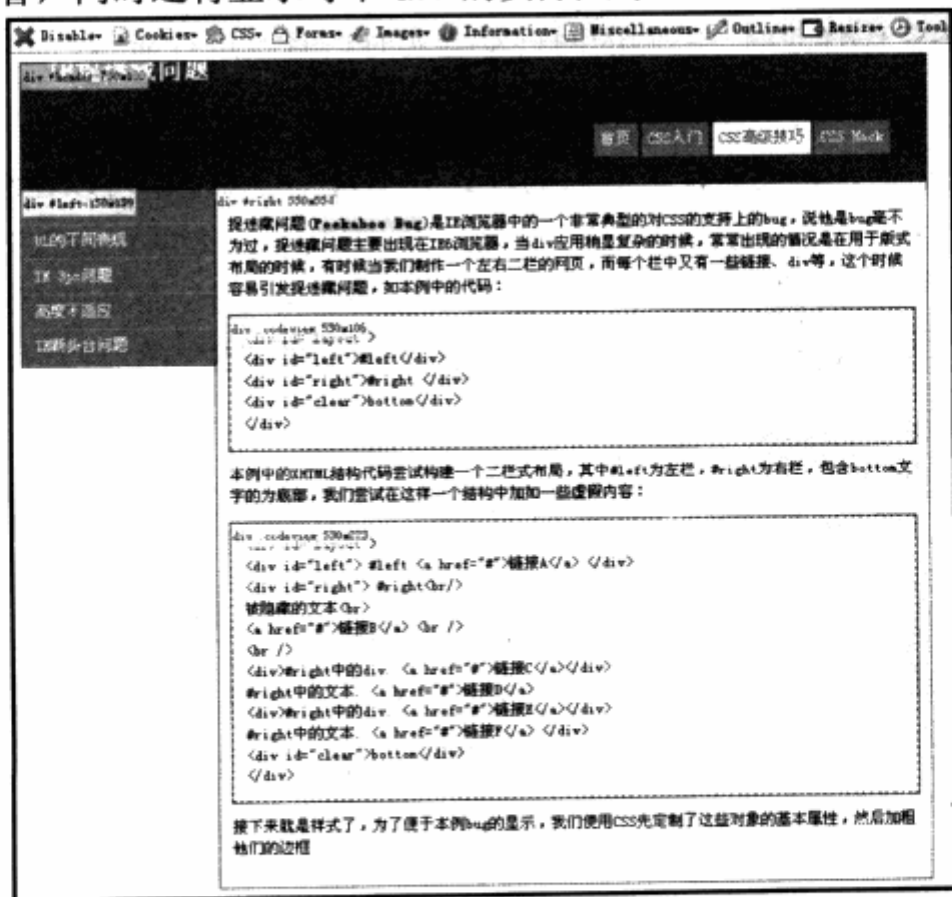 Disable Cookies CSS Forms Images Information Miscellaneous Outline Resize Tool
问题
首页 CSS入门 CSS高级技巧 CSS Hack
div #left 150x189
div #right 550x554
捉迷藏问题(Peekaboo Bug)是IE浏览器中的一个非常典型的对CSS的支持上的bug,说他是bug毫不
为过,捉迷藏问题主要出现在IE6浏览器,当div应用稍显复杂的时候,常常出现的情况是在用于版式
布局的时候,有时候当我们制作一个左右二栏的网页,而每个栏中又有一些链接、div等,这个时候
容易引发捉迷藏问题,如本例中的代码:
IE 3px问题
高度不适应
IE断头台问题
div .codeview 530x106
<div id="left">#left</div>
<div id="right">#right </div>
<div id="clear">bottom</div>
</div>
本例中的XHTML结构代码尝试构建一个二栏式布局,其中#left为左栏,#right为右栏,包含bottom文
字的为底部,我们尝试在这样一个结构中加如一些虚假内容:
div .codeview 530x223
<div id="left"> #left <a href="#">链接A</a> </div>
<div id="right"> #right<br/>
被隐藏的文本<br>
<a href="#">链接B</a> <br />
<br />
<div>#right中的div. <a href="#">链接C</a></div>
#right中的文本. <a href="#">链接D</a>
<div>#right中的div. <a href="#">链接E</a></div>
#right中的文本. <a href="#">链接F</a> </div>
<div id="clear">bottom</div>
</div>
接下来就是样式了,为了便于本例bug的显示,我们使用CSS先定制了这些对象的基本属性,然后加粗
他们的边框